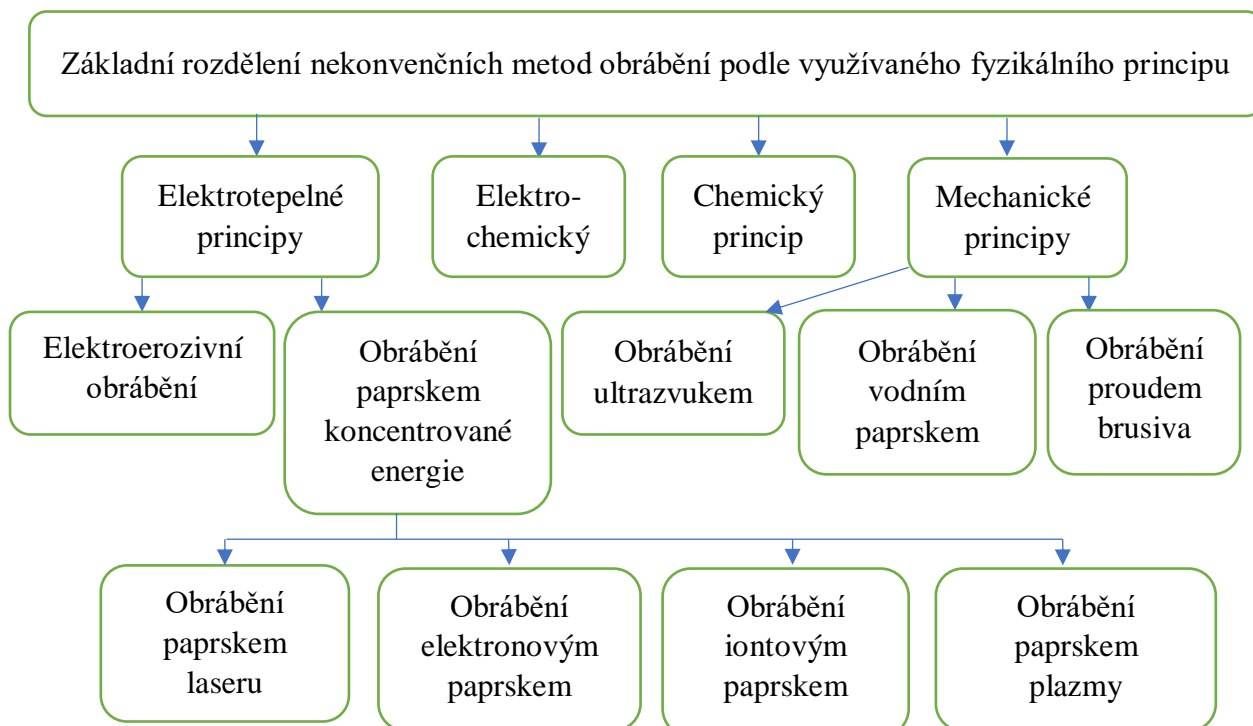 Základní rozdělení nekonvenčních metod obrábění podle využívaného fyzikálního principu
Elektrotepelné
principy
Elektro-
chemický
Chemický
princip
Mechanické
principy
Elektroerozivní
obrábění
Obrábění
paprskem
koncentrované
energie
Obrábění
ultrazvukem
Obrábění
vodním
paprskem
Obrábění
proudem
brusiva
Obrábění
paprskem
laseru
Obrábění
elektronovým
paprskem
Obrábění
iontovým
paprskem
Obrábění
paprskem
plazmy